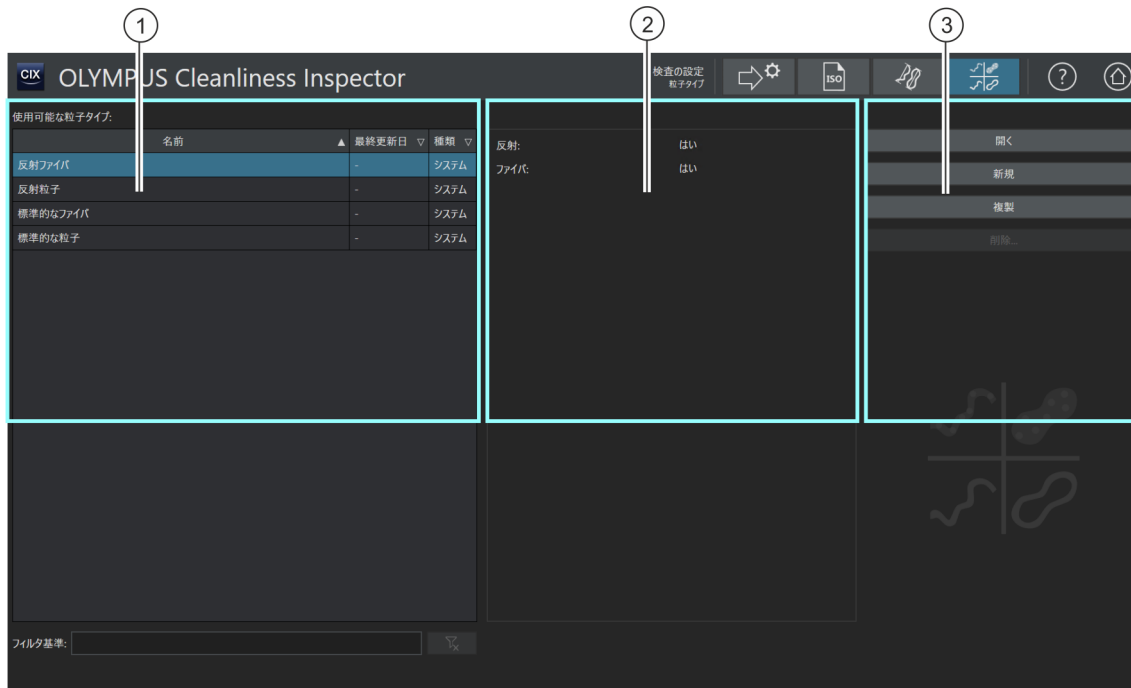 1
2
3
CIX OLYMPUS Cleanliness Inspector
検査の設定
粒子タイプ
ISO
?
使用可能な粒子タイプ:
名前 ▲ 最終更新日 ▽ 種類 ▽
反射ファイバ - システム
反射粒子 - システム
標準的なファイバ - システム
標準的な粒子 - システム
反射: はい
ファイバ: はい
開く
新規
複製
削除...
フィルタ基準: